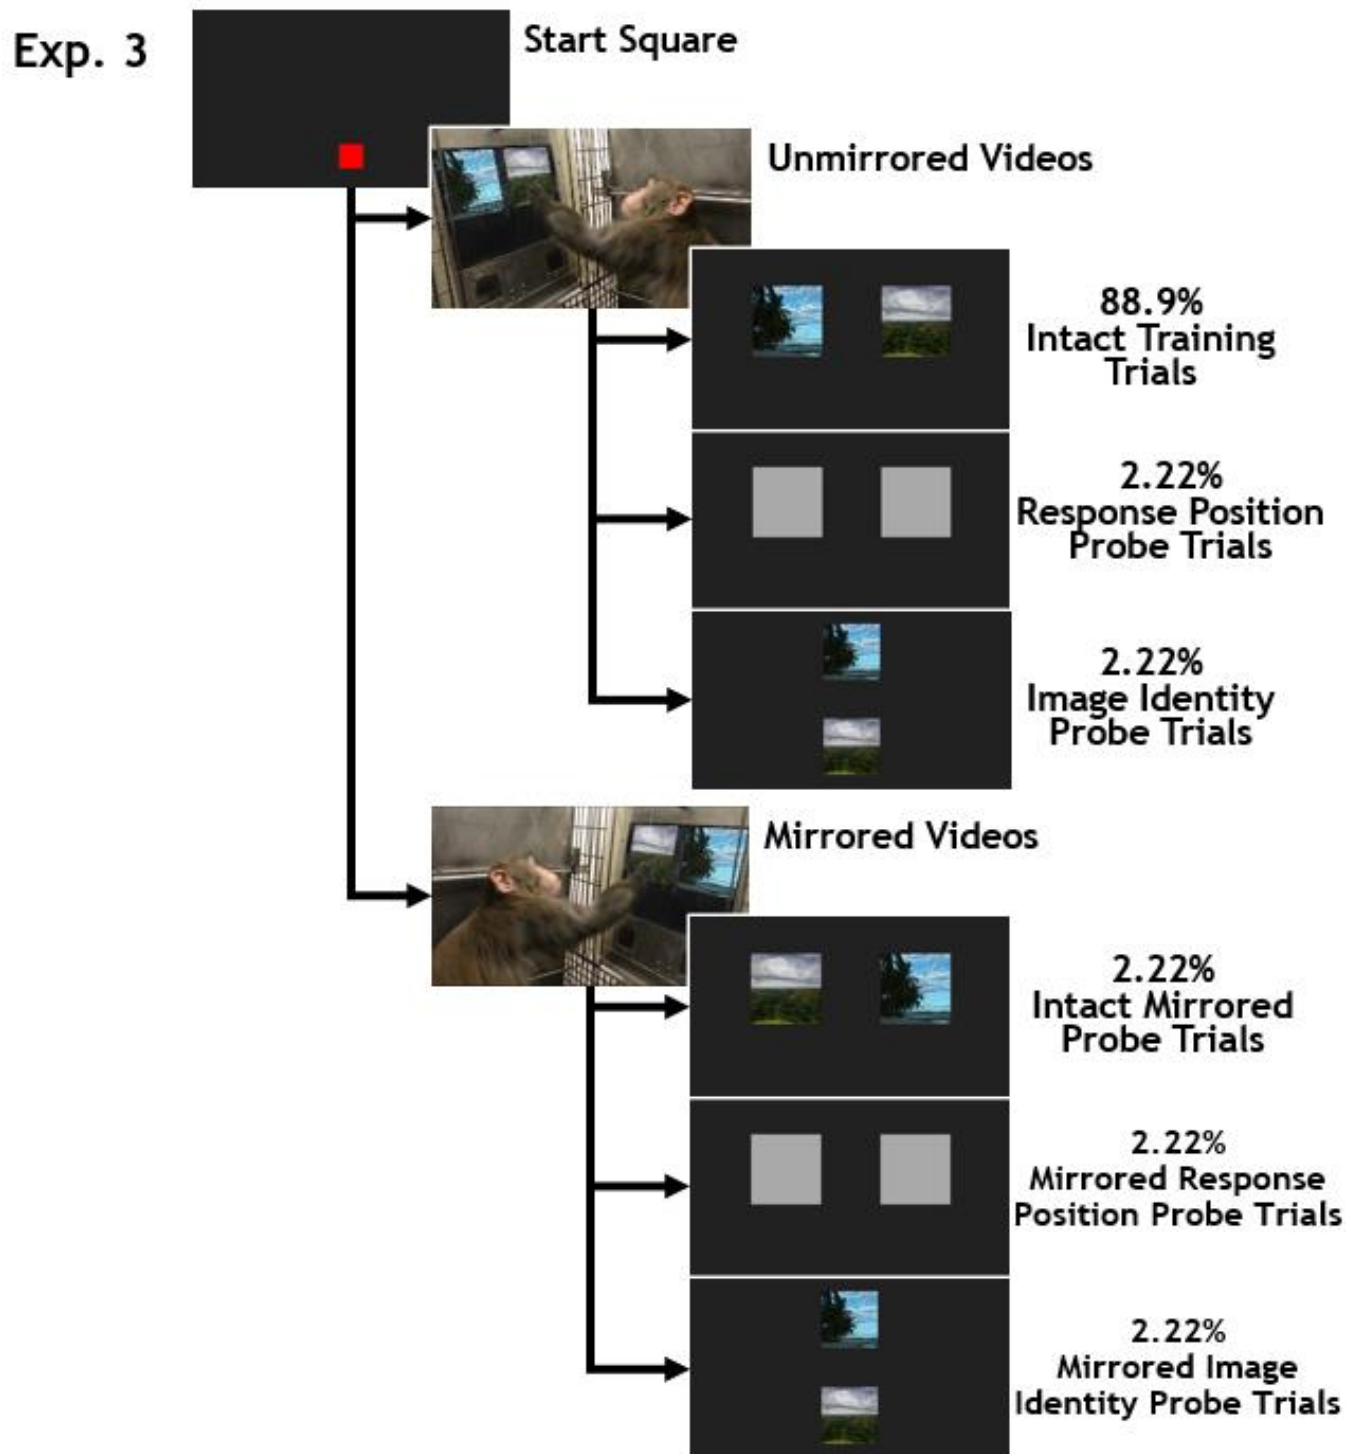 Exp. 3
Start Square
Unmirrored Videos
88.9%
Intact Training
Trials
2.22%
Response Position
Probe Trials
2.22%
Image Identity
Probe Trials
Mirrored Videos
2.22%
Intact Mirrored
Probe Trials
2.22%
Mirrored Response
Position Probe Trials
2.22%
Mirrored Image
Identity Probe Trials